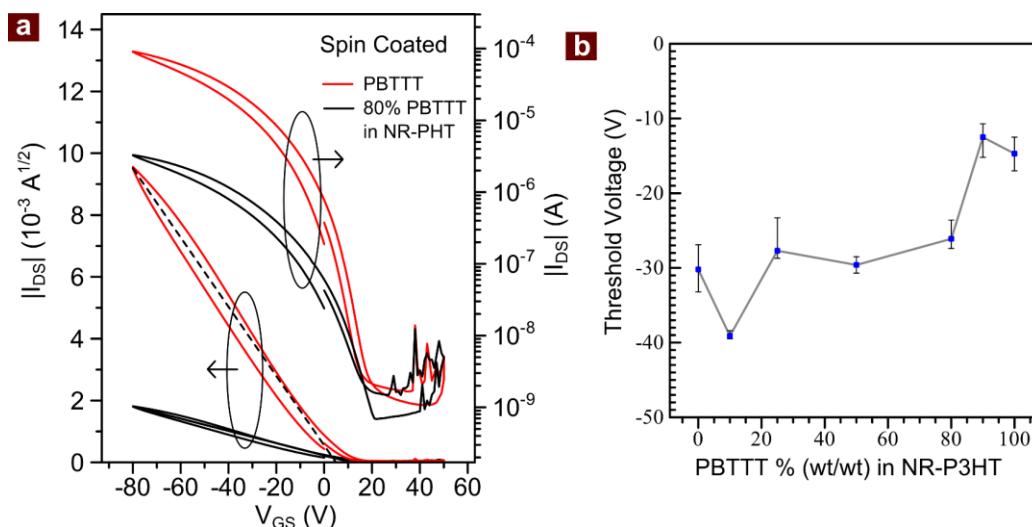 a
14
12
10
8
6
4
2
0
|I_DS| (10⁻³ A^1/2)
Spin Coated
PBTTT
80% PBTTT
in NR-PHT
10⁻⁴
10⁻⁵
10⁻⁶
10⁻⁷
10⁻⁸
10⁻⁹
|I_DS| (A)
-80 -60 -40 -20 0 20 40 60
V_GS (V)
b
0
-10
-20
-30
-40
-50
Threshold Voltage (V)
0 20 40 60 80 100
PBTTT % (wt/wt) in NR-P3HT